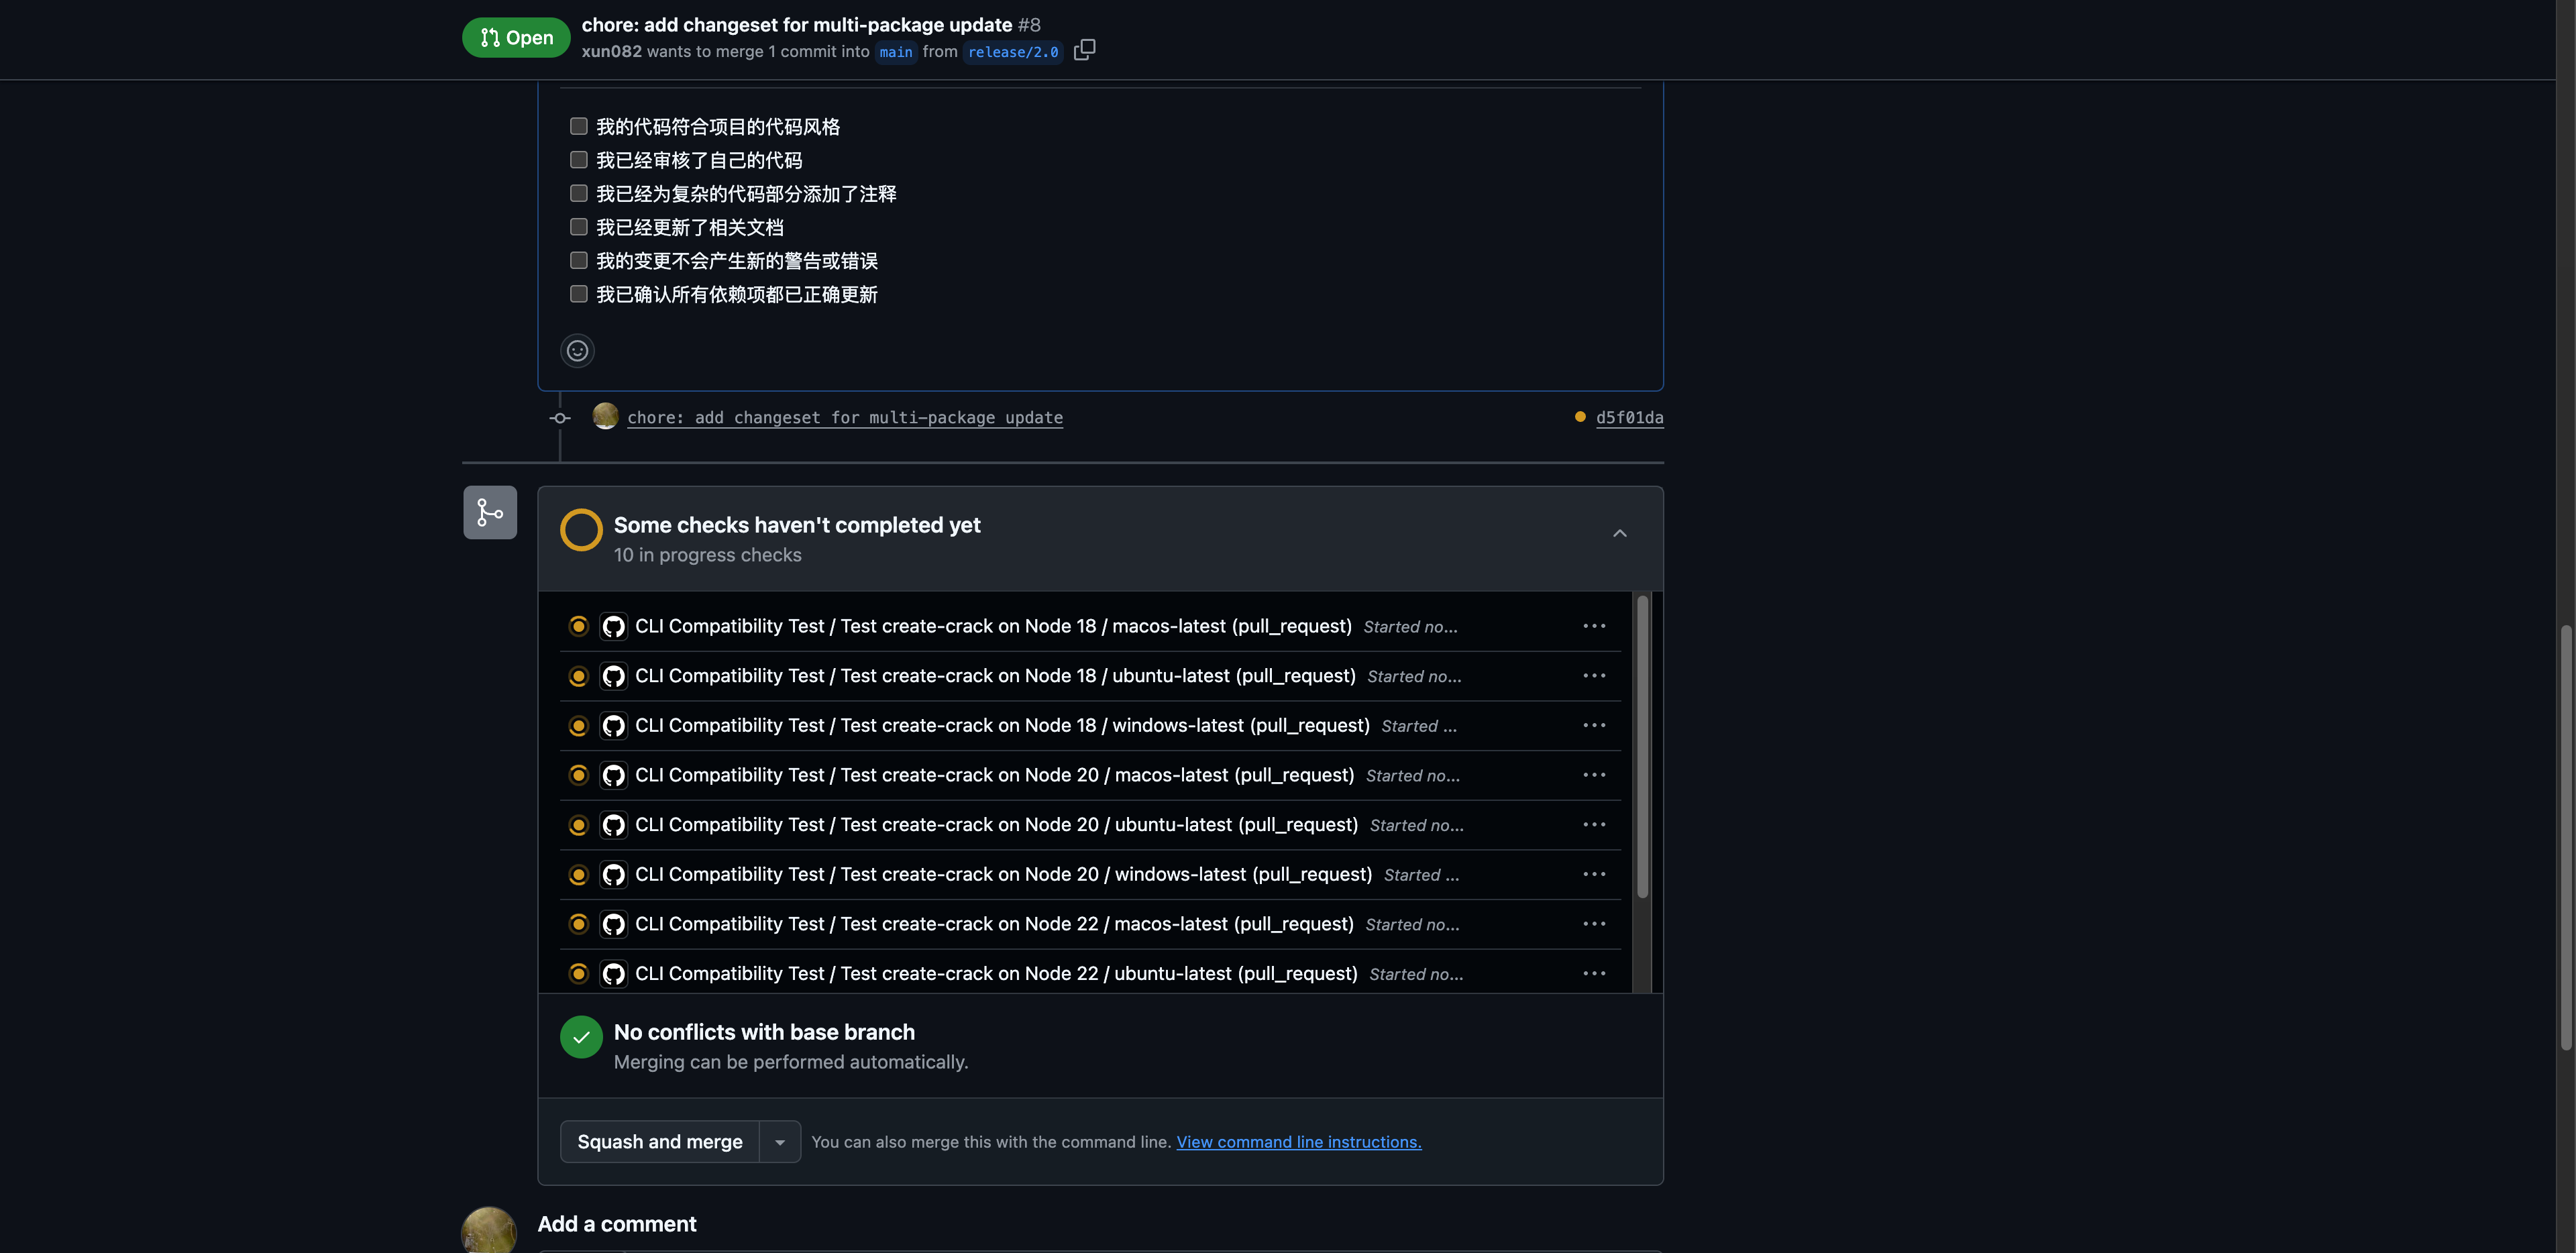 Open
chore: add changeset for multi-package update #8
xun082 wants to merge 1 commit into main from release/2.0
我的代码符合项目的代码风格
我已经审核了自己的代码
我已经为复杂的代码部分添加了注释
我已经更新了相关文档
我的变更不会产生新的警告或错误
我已确认所有依赖项都已正确更新
chore: add changeset for multi-package update d5f01da
Some checks haven't completed yet
10 in progress checks
CLI Compatibility Test / Test create-crack on Node 18 / macos-latest (pull_request) Started no...
CLI Compatibility Test / Test create-crack on Node 18 / ubuntu-latest (pull_request) Started no...
CLI Compatibility Test / Test create-crack on Node 18 / windows-latest (pull_request) Started ...
CLI Compatibility Test / Test create-crack on Node 20 / macos-latest (pull_request) Started no...
CLI Compatibility Test / Test create-crack on Node 20 / ubuntu-latest (pull_request) Started no...
CLI Compatibility Test / Test create-crack on Node 20 / windows-latest (pull_request) Started ...
CLI Compatibility Test / Test create-crack on Node 22 / macos-latest (pull_request) Started no...
CLI Compatibility Test / Test create-crack on Node 22 / ubuntu-latest (pull_request) Started no...
No conflicts with base branch
Merging can be performed automatically.
Squash and merge You can also merge this with the command line. View command line instructions.
Add a comment